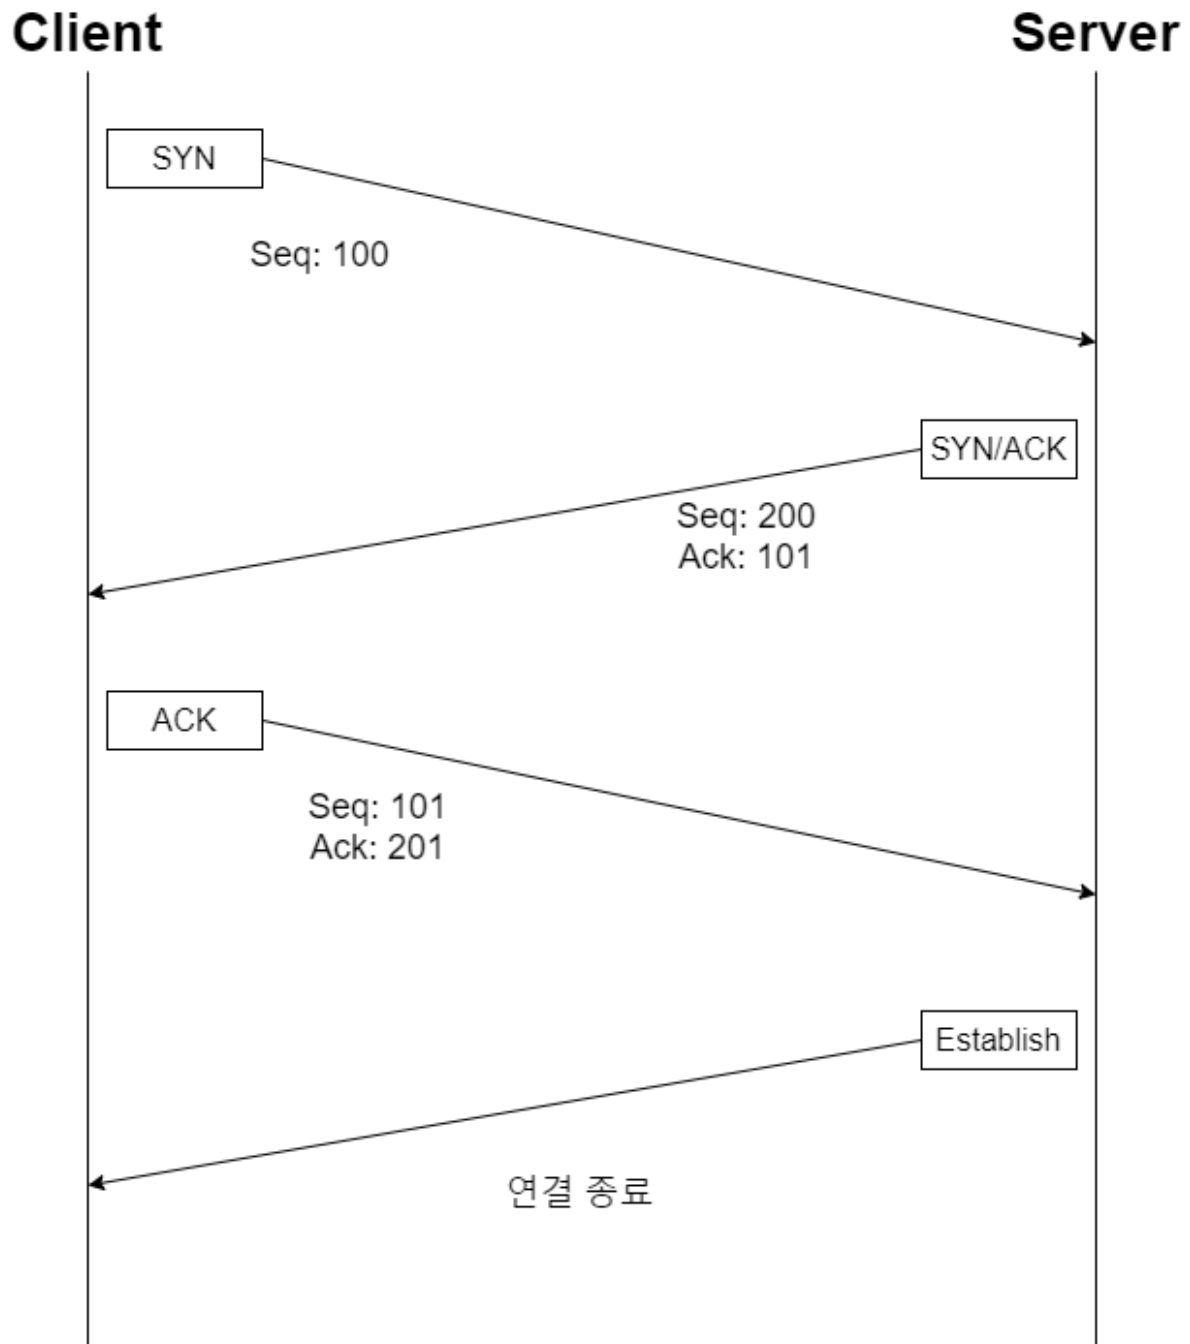 Client
Server
SYN
Seq: 100
SYN/ACK
Seq: 200
Ack: 101
ACK
Seq: 101
Ack: 201
Establish
연결 종료